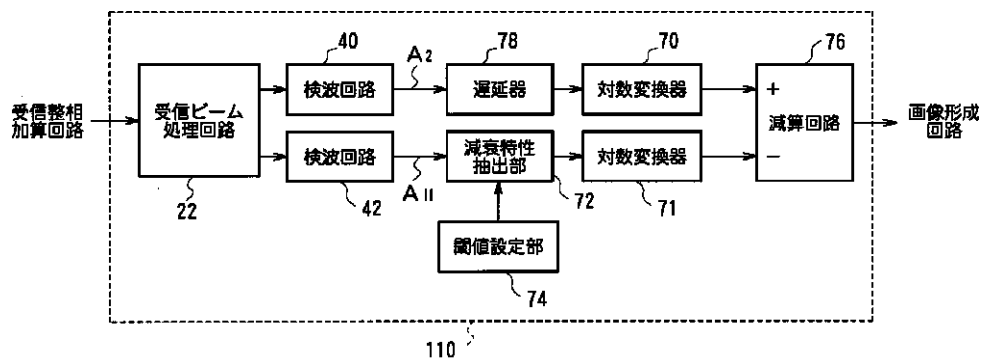 40
A2
78
70
76
検波回路
遅延器
対数変換器
+
受信整相
加算回路
受信ビーム
処理回路
減算回路
画像形成
回路
検波回路
減衰特性
抽出部
対数変換器
−
22
42
A11
72
71
閾値設定部
74
110